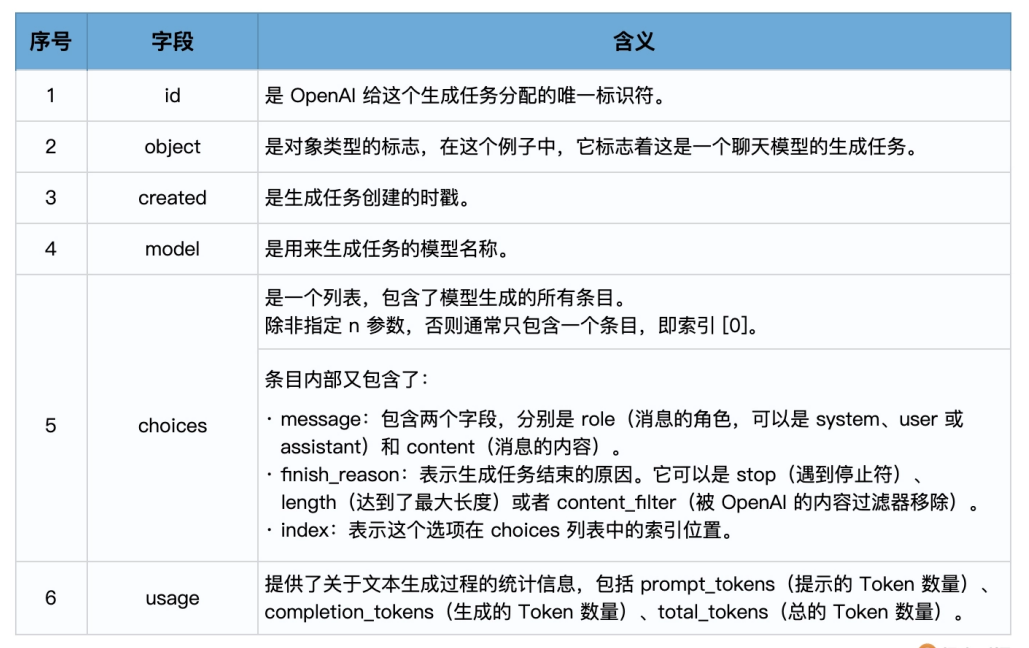 序号 字段 含义
1 id 是 OpenAI 给这个生成任务分配的唯一标识符。
2 object 是对象类型的标志，在这个例子中，它标志着这是一个聊天模型的生成任务。
3 created 是生成任务创建的时戳。
4 model 是用来生成任务的模型名称。
是一个列表，包含了模型生成的所有条目。
除非指定 n 参数，否则通常只包含一个条目，即索引 [0]。
条目内部又包含了：
· message：包含两个字段，分别是 role（消息的角色，可以是 system、user 或
5 choices assistant）和 content（消息的内容）。
· finish_reason：表示生成任务结束的原因。它可以是 stop（遇到停止符）、
length（达到了最大长度）或者 content_filter（被 OpenAI 的内容过滤器移除）。
· index：表示这个选项在 choices 列表中的索引位置。
6 usage 提供了关于文本生成过程的统计信息，包括 prompt_tokens（提示的 Token 数量）、
completion_tokens（生成的 Token 数量）、total_tokens（总的 Token 数量）。